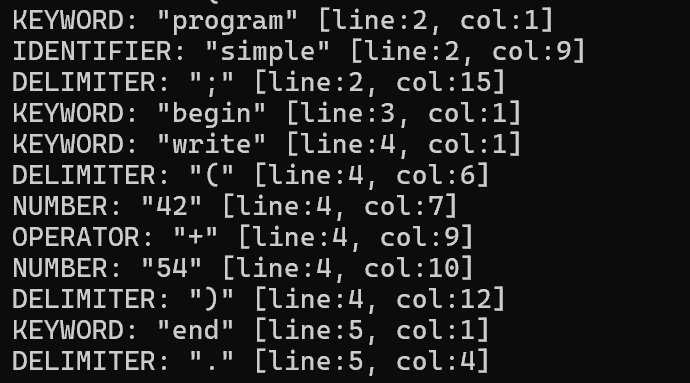 KEYWORD: "program" [line:2, col:1]
IDENTIFIER: "simple" [line:2, col:9]
DELIMITER: ";" [line:2, col:15]
KEYWORD: "begin" [line:3, col:1]
KEYWORD: "write" [line:4, col:1]
DELIMITER: "(" [line:4, col:6]
NUMBER: "42" [line:4, col:7]
OPERATOR: "+" [line:4, col:9]
NUMBER: "54" [line:4, col:10]
DELIMITER: ")" [line:4, col:12]
KEYWORD: "end" [line:5, col:1]
DELIMITER: "." [line:5, col:4]